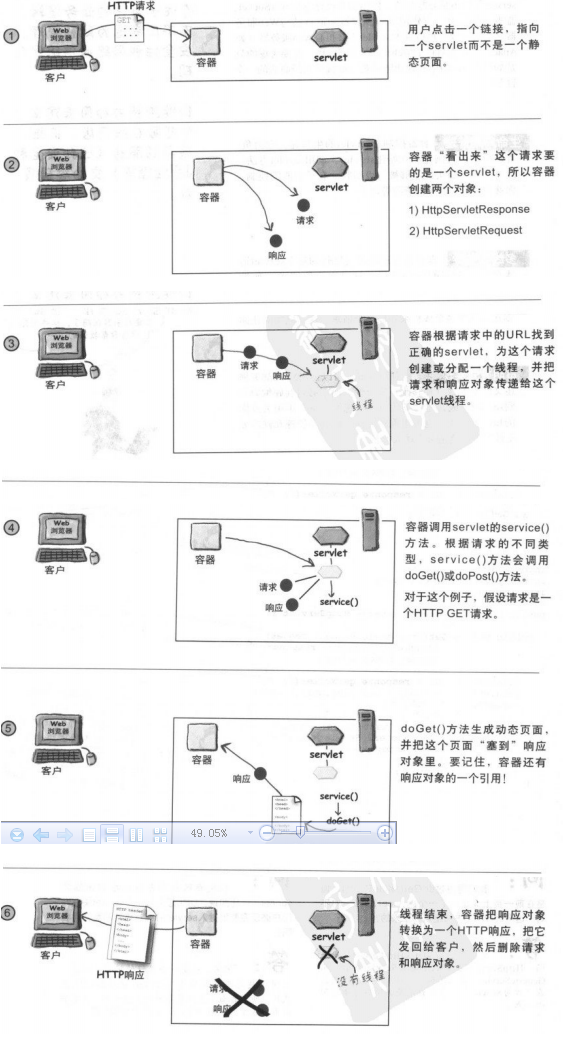 HTTP请求
GET
①
Web
浏览器
客户
容器
servlet
用户点击一个链接，指向
一个servlet而不是一个静
态页面。
②
Web
浏览器
客户
容器
servlet
请求
响应
容器“看出来”这个请求要
的是一个servlet，所以容器
创建两个对象：
1) HttpServletResponse
2) HttpServletRequest
③
Web
浏览器
客户
容器
请求
响应
servlet
线程
容器根据请求中的URL找到
正确的servlet，为这个请求
创建或分配一个线程，并把
请求和响应对象传递给这个
servlet线程。
④
Web
浏览器
客户
容器
servlet
请求
响应
service()
容器调用servlet的service()
方法。根据请求的不同类
型，service()方法会调用
doGet()或doPost()方法。
对于这个例子，假设请求是一
个HTTP GET请求。
⑤
Web
浏览器
客户
容器
响应
servlet
service()
doGet()
doGet()方法生成动态页面，
并把这个页面“塞到”响应
对象里。要记住，容器还有
响应对象的一个引用！
49.05%
⑥
Web
浏览器
客户
HTTP响应
容器
servlet
没有线程
请求
响应
线程结束，容器把响应对象
转换为一个HTTP响应，把它
发回给客户，然后删除请求
和响应对象。